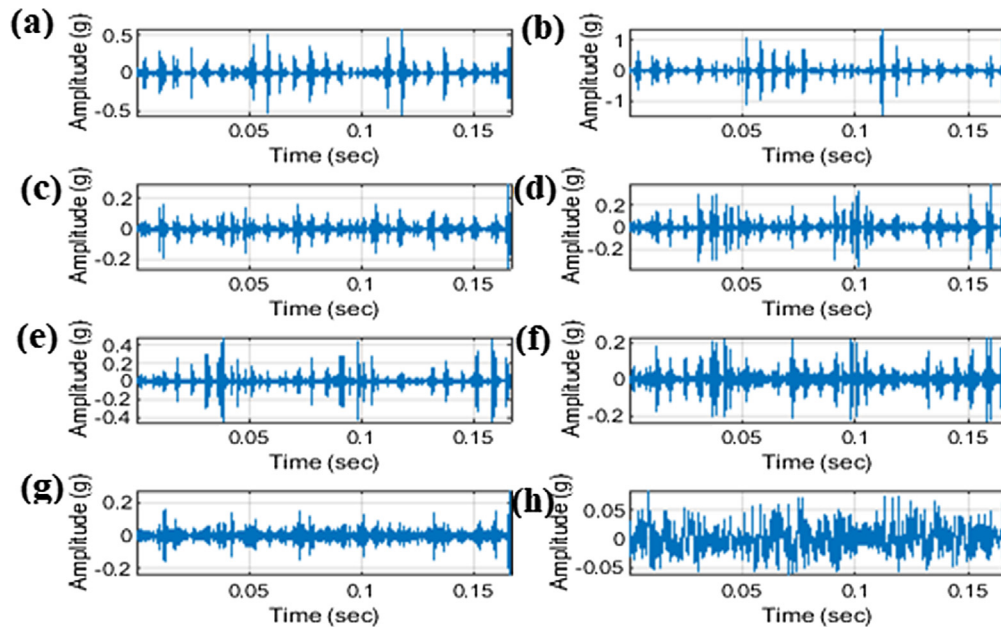 (a)
Amplitude (g)
0.5
0
-0.5
0.05 0.1 0.15
Time (sec)
(b)
Amplitude (g)
1
0
-1
0.05 0.1 0.15
Time (sec)
(c)
Amplitude (g)
0.2
0
-0.2
0.05 0.1 0.15
Time (sec)
(d)
Amplitude (g)
0.2
0
-0.2
0.05 0.1 0.15
Time (sec)
(e)
Amplitude (g)
0.4
0.2
0
-0.2
-0.4
0.05 0.1 0.15
Time (sec)
(f)
Amplitude (g)
0.2
0
-0.2
0.05 0.1 0.15
Time (sec)
(g)
Amplitude (g)
0.2
0
-0.2
0.05 0.1 0.15
Time (sec)
(h)
Amplitude (g)
0.05
0
-0.05
0.05 0.1 0.15
Time (sec)